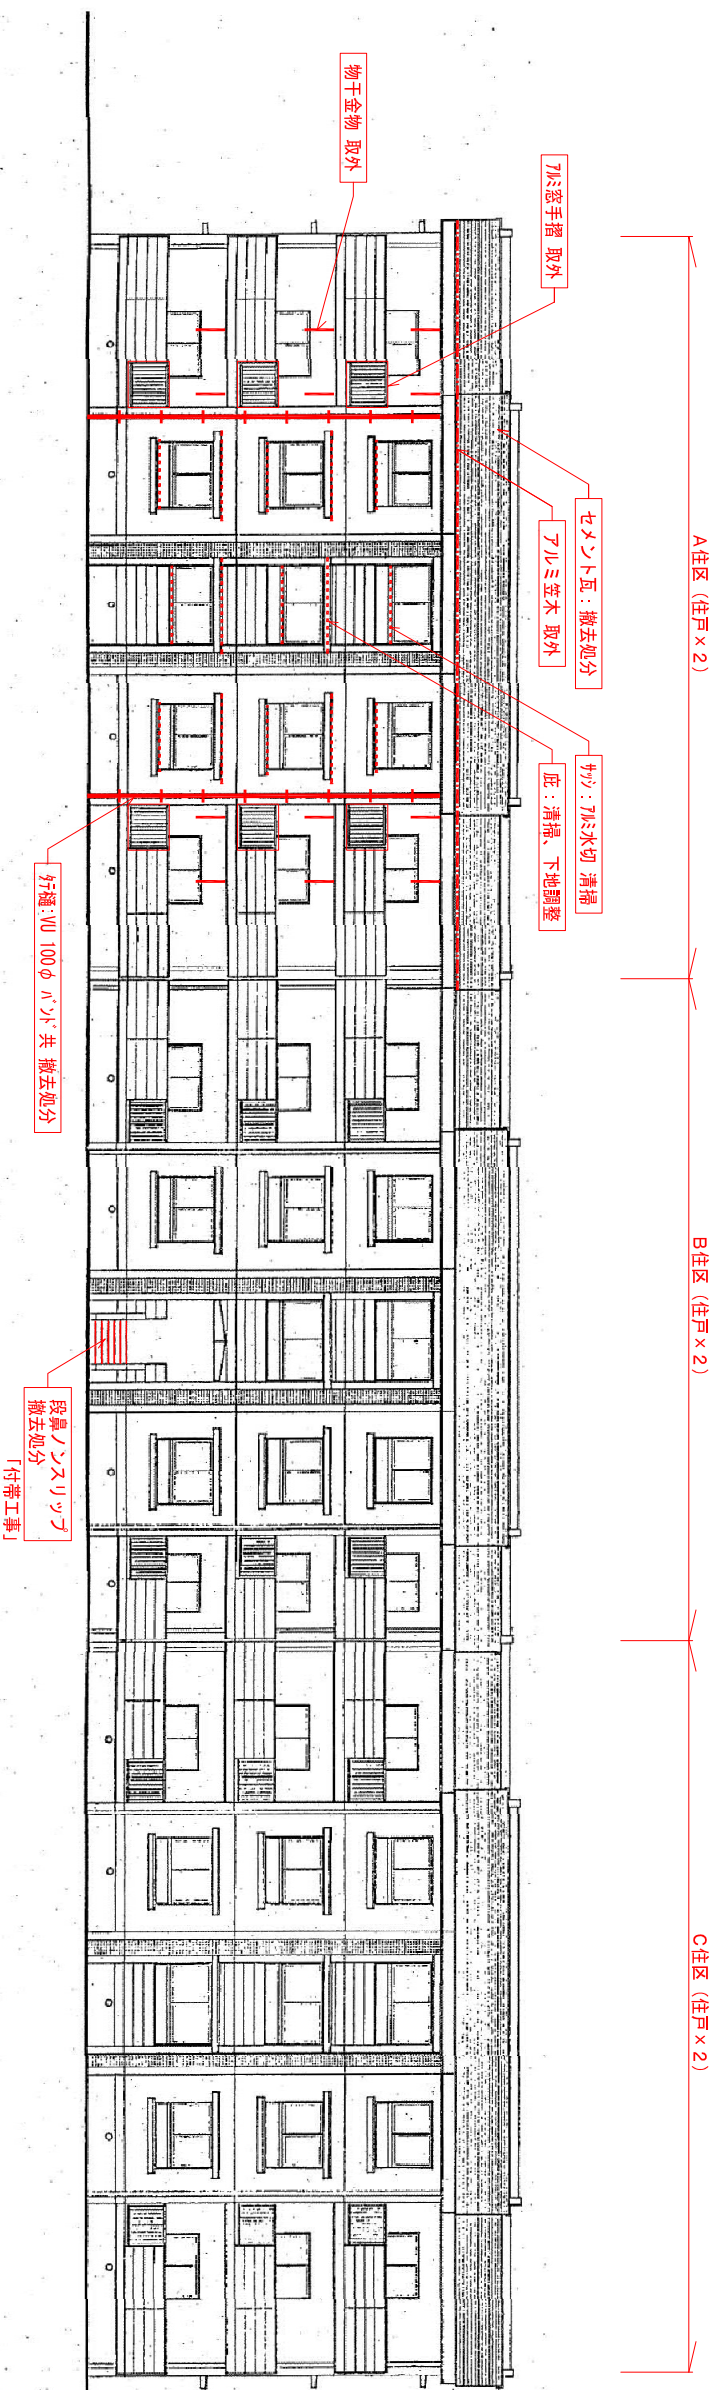 A住区 (住戸×2)
B住区 (住戸×2)
C住区 (住戸×2)
セメント瓦：撤去処分
ｻｯｼ：ｱﾙﾐ水切 清掃
ｱﾙﾐ窓手摺 取外
アルミ笠木 取外
庇：清掃、下地調整
物干金物 取外
ﾀﾃ樋:VU 100φ ﾊﾞﾝﾄﾞ共 撤去処分
段鼻ノンスリップ
撤去処分
「付帯工事」